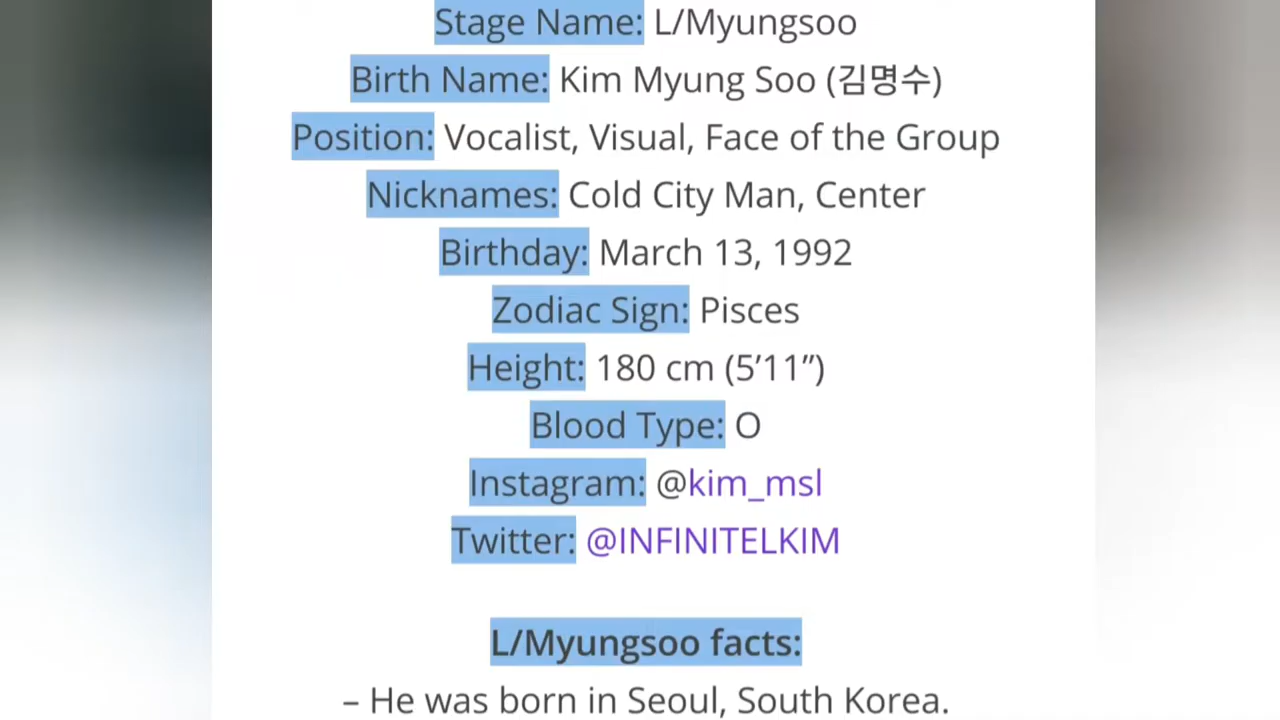 Stage Name: L/Myungsoo
Birth Name: Kim Myung Soo (김명수)
Position: Vocalist, Visual, Face of the Group
Nicknames: Cold City Man, Center
Birthday: March 13, 1992
Zodiac Sign: Pisces
Height: 180 cm (5’11”)
Blood Type: O
Instagram: @kim_msl
Twitter: @INFINITELKIM
L/Myungsoo facts:
– He was born in Seoul, South Korea.